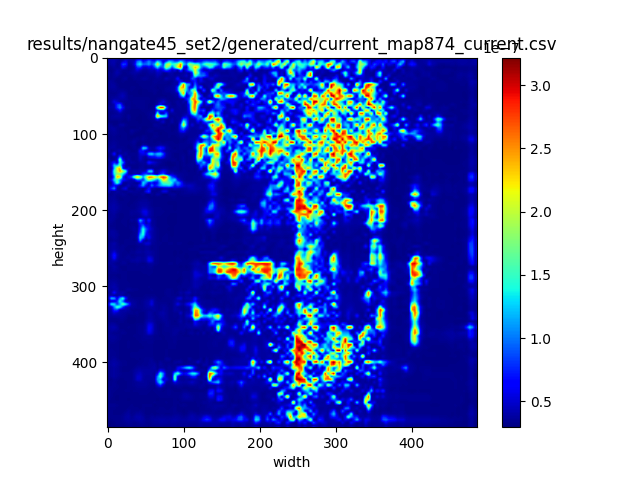 results/nangate45_set2/generated/current_map874_current.csv
1e−7
0
100
200
300
400
height
0 100 200 300 400
width
3.0
2.5
2.0
1.5
1.0
0.5